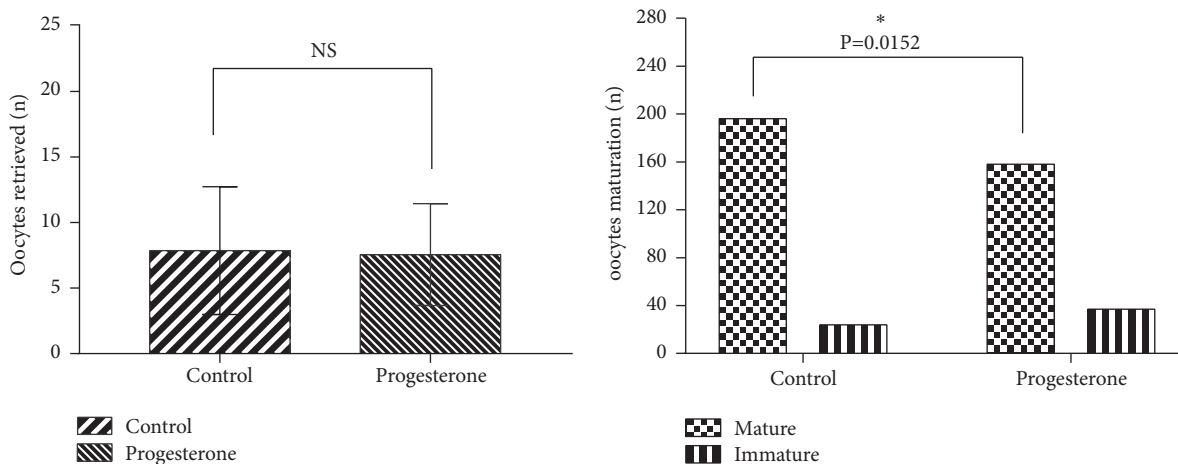 Oocytes retrieved (n)
25
20
15
10
5
0
NS
Control
Progesterone
Control
Progesterone
oocytes maturation (n)
280
240
200
160
120
80
40
0
*
P=0.0152
Control
Progesterone
Mature
Immature